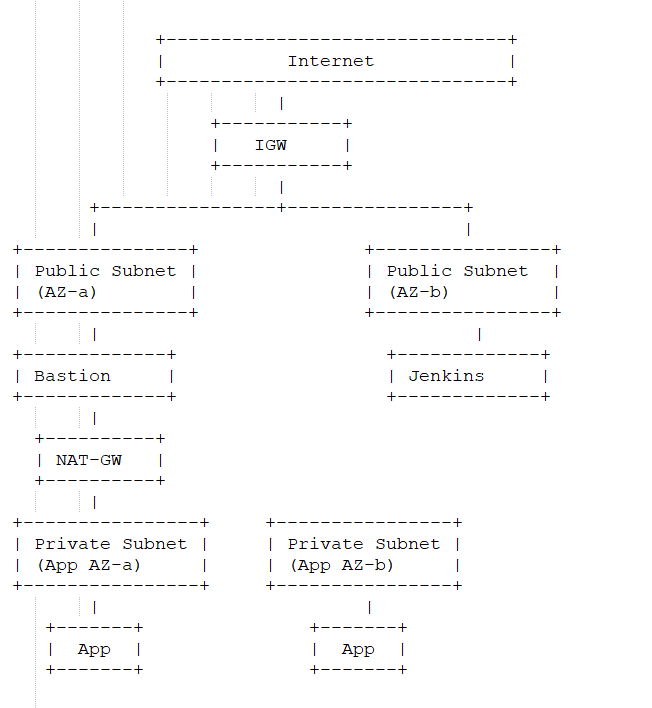 +-------------------------------+
| Internet |
+-------------------------------+
|
+-----------+
| IGW |
+-----------+
|
+----------------+----------------+
| |
+---------------+ +----------------+
| Public Subnet | | Public Subnet |
| (AZ-a) | | (AZ-b) |
+---------------+ +----------------+
| |
+-------------+ +-------------+
| Bastion | | Jenkins |
+-------------+ +-------------+
|
+----------+
| NAT-GW |
+----------+
|
+----------------+ +----------------+
| Private Subnet | | Private Subnet |
| (App AZ-a) | | (App AZ-b) |
+----------------+ +----------------+
| |
+-------+ +-------+
| App | | App |
+-------+ +-------+